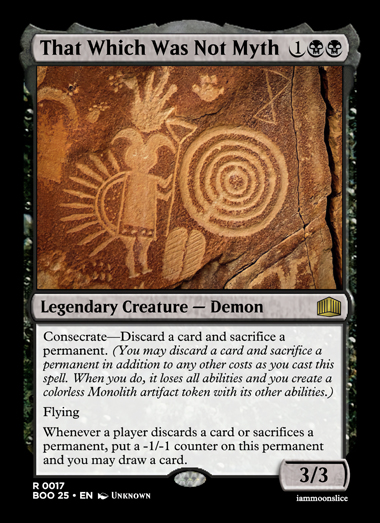 That Which Was Not Myth 1
Legendary Creature — Demon
Consecrate—Discard a card and sacrifice a
permanent. (You may discard a card and sacrifice a
permanent in addition to any other costs as you cast this
spell. When you do, it loses all abilities and you create a
colorless Monolith artifact token with its other abilities.)
Flying
Whenever a player discards a card or sacrifices a
permanent, put a -1/-1 counter on this permanent
and you may draw a card.
3/3
R 0017
BOO 25 • EN Unknown
iammoonslice